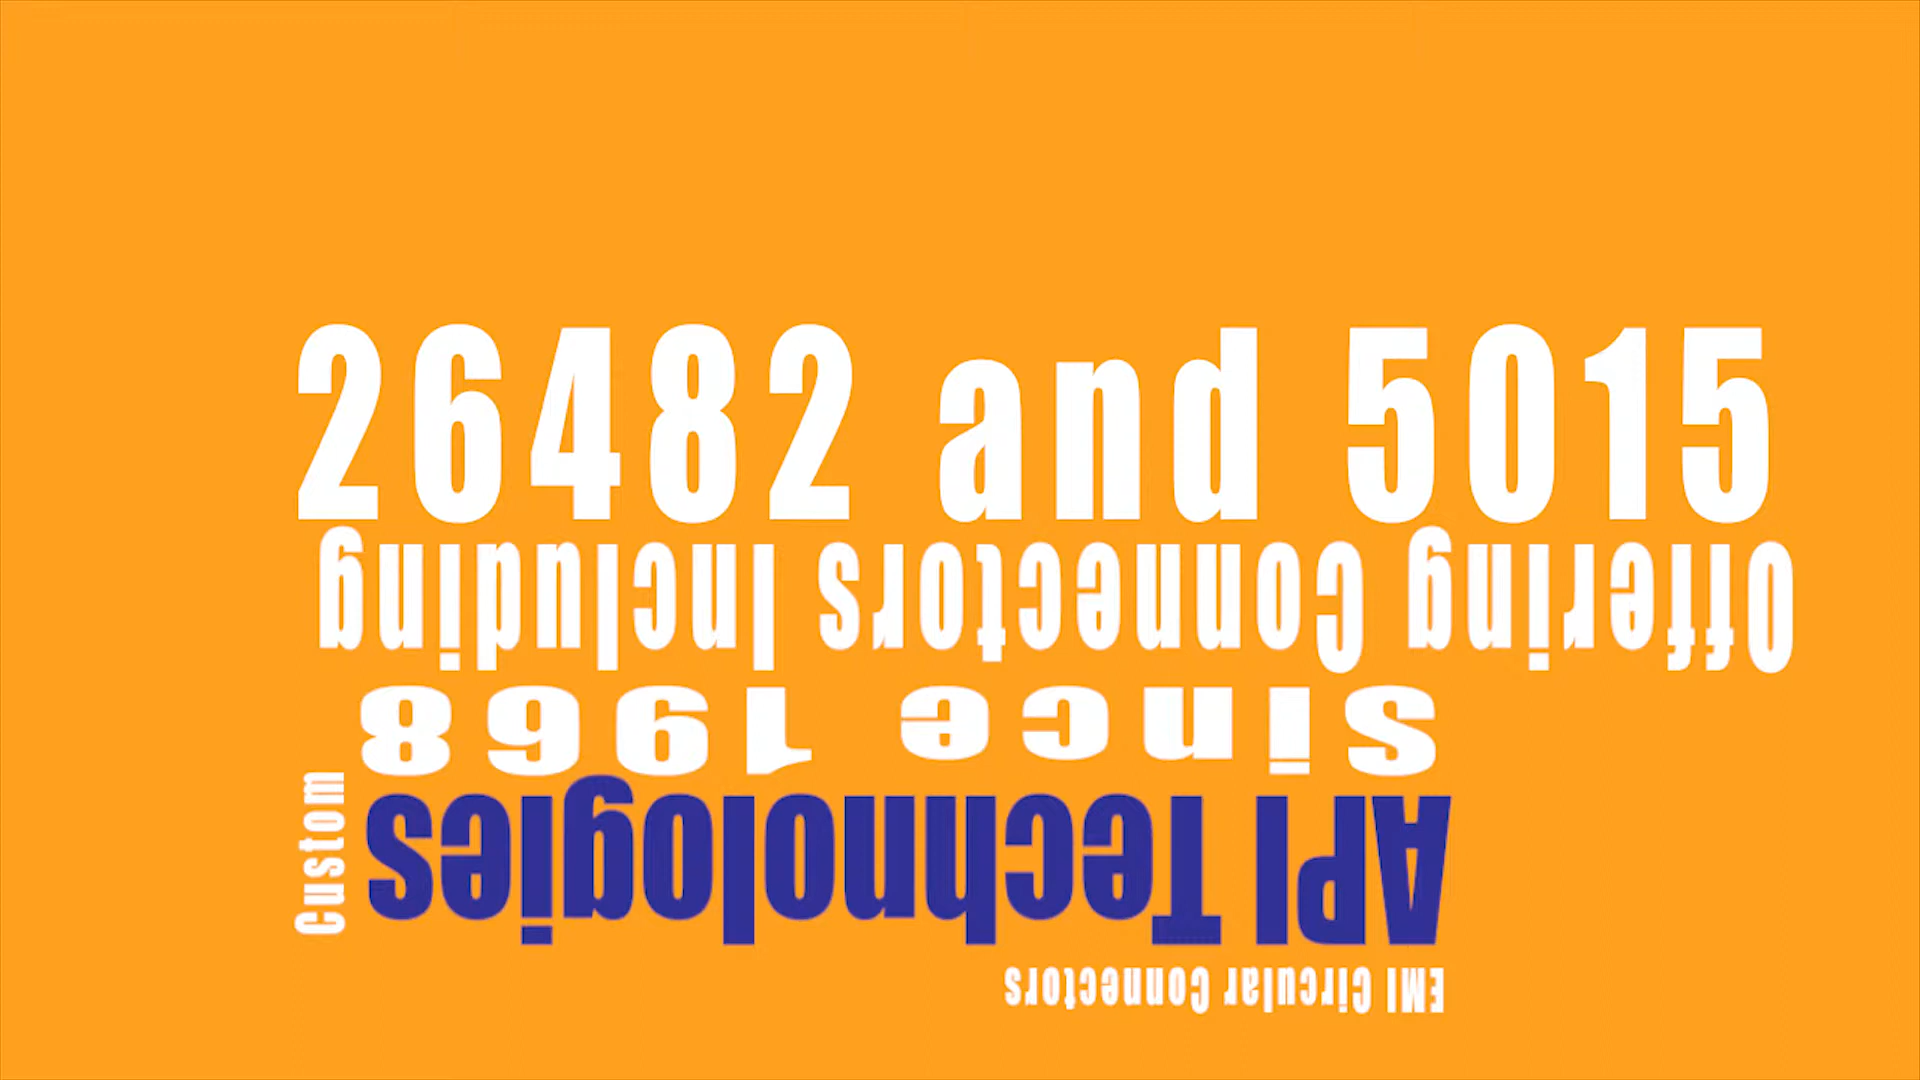 Custom
EMI Circular Connectors
API Technologies
Since 1968
Offering Connectors Including
26482 and 5015